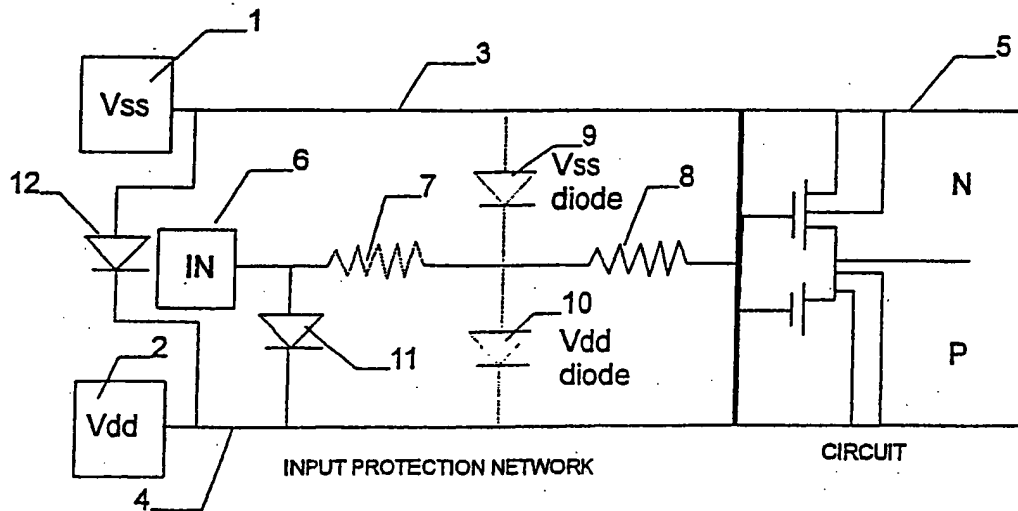 1
3
5
Vss
9
Vss
diode
12
6
7
8
N
IN
10
Vdd
diode
11
2
P
Vdd
4
INPUT PROTECTION NETWORK
CIRCUIT